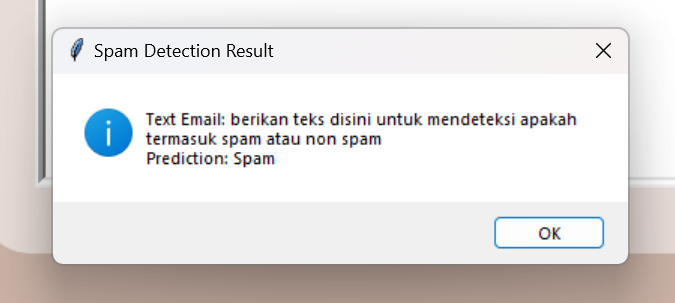 Spam Detection Result
Text Email: berikan teks disini untuk mendeteksi apakah
termasuk spam atau non spam
Prediction: Spam
OK